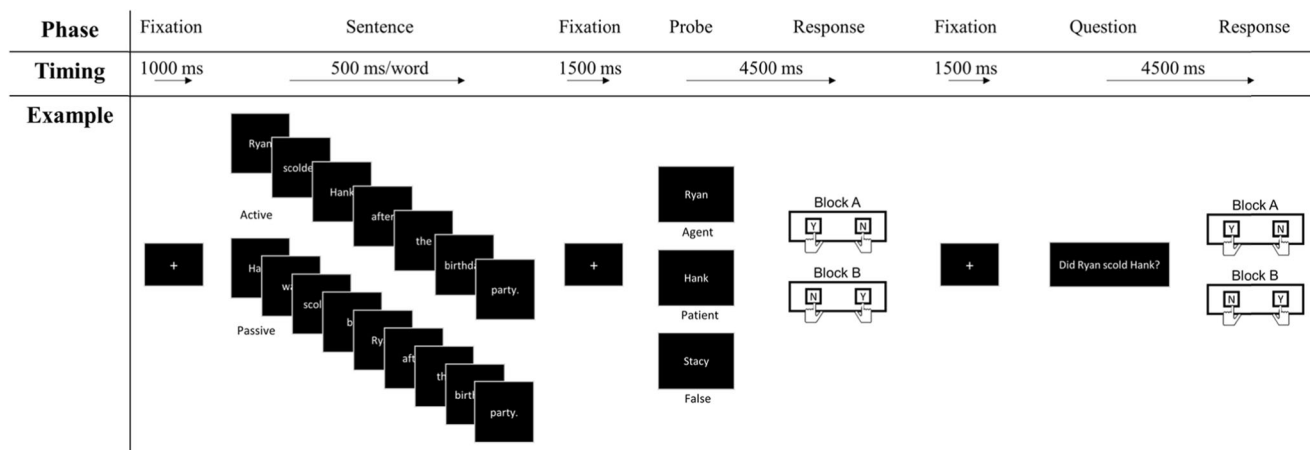 Phase Fixation Sentence Fixation Probe Response Fixation Question Response
Timing 1000 ms 500 ms/word 1500 ms 4500 ms 1500 ms 4500 ms
Example
Ryan
scolde
Hank
after
the
birthda
party.
Active
Ha
wa
scol
b
Ry
aft
th
birth
party.
Passive
+
+
Ryan
Agent
Hank
Patient
Stacy
False
Block A
Y N
Block B
N Y
+
Did Ryan scold Hank?
Block A
Y N
Block B
N Y